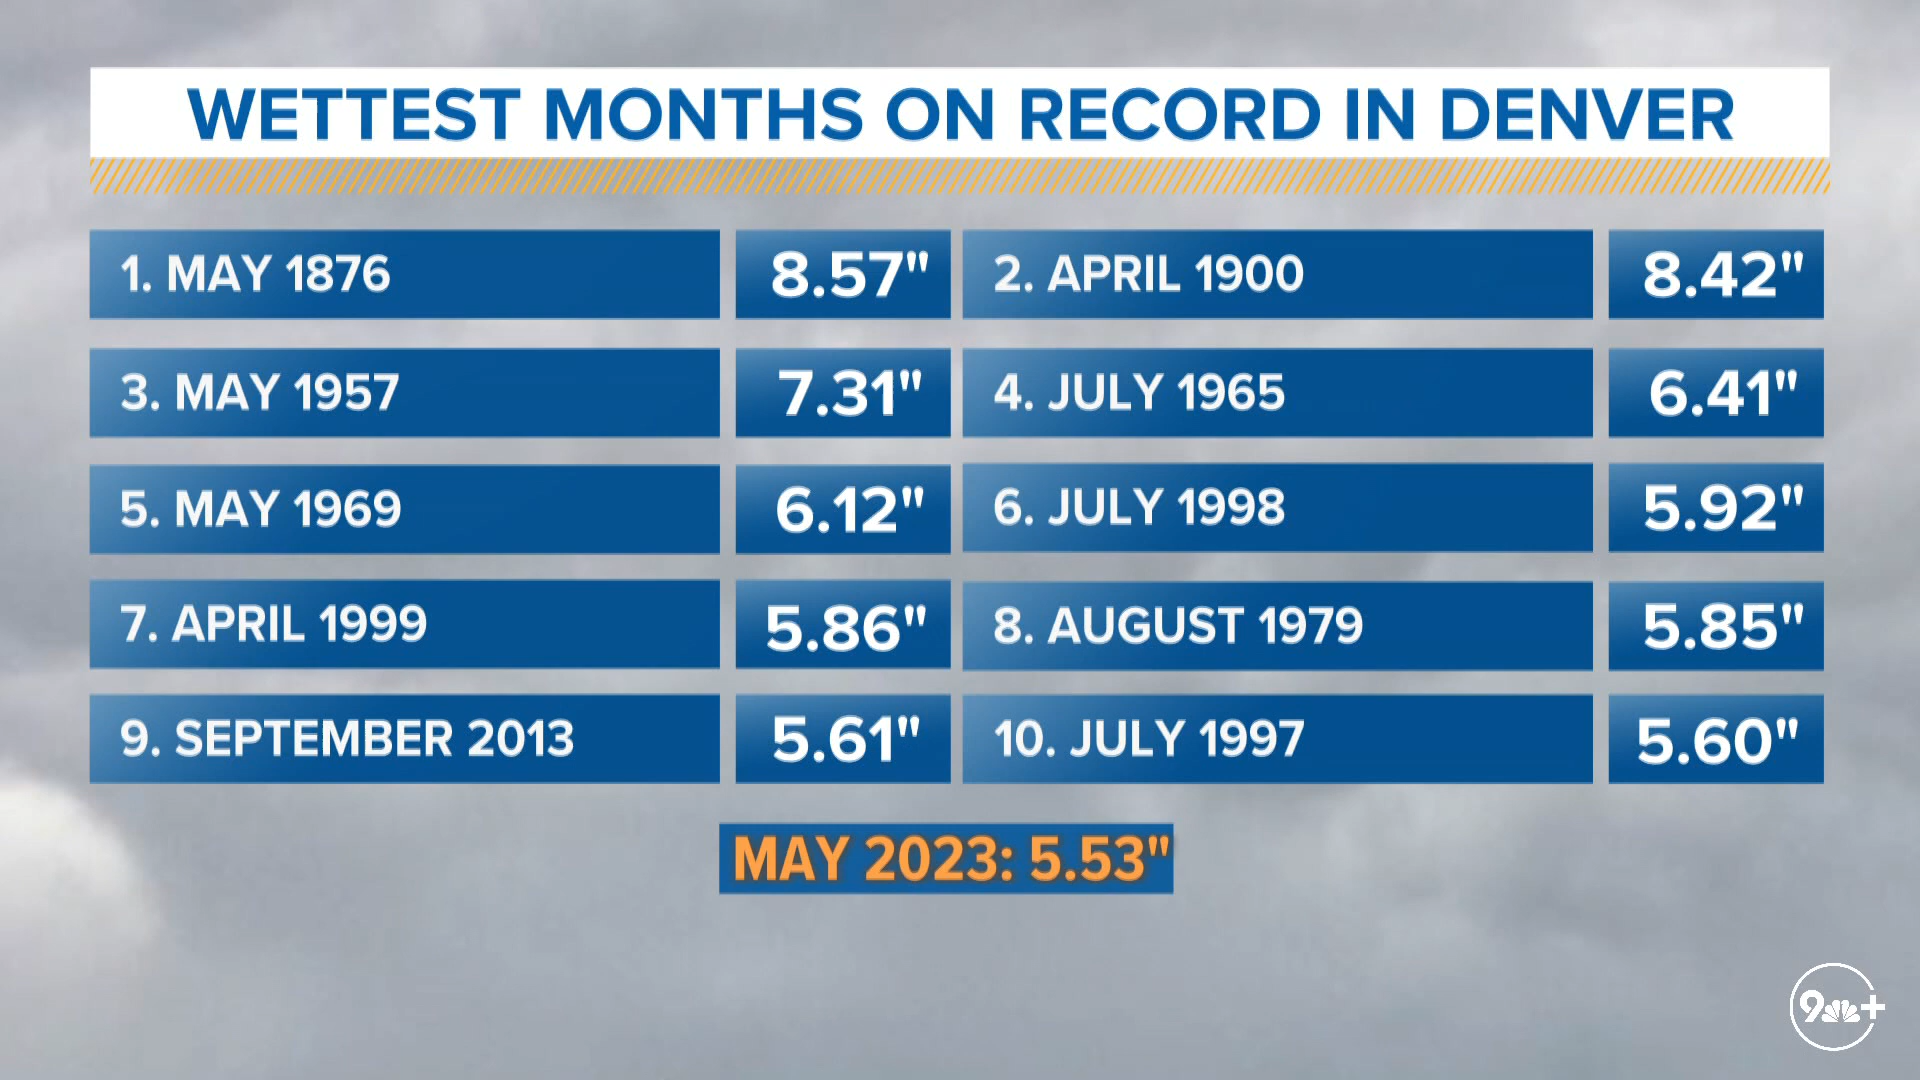 WETTEST MONTHS ON RECORD IN DENVER
1. MAY 1876 8.57" 2. APRIL 1900 8.42"
3. MAY 1957 7.31" 4. JULY 1965 6.41"
5. MAY 1969 6.12" 6. JULY 1998 5.92"
7. APRIL 1999 5.86" 8. AUGUST 1979 5.85"
9. SEPTEMBER 2013 5.61" 10. JULY 1997 5.60"
MAY 2023: 5.53"
9+